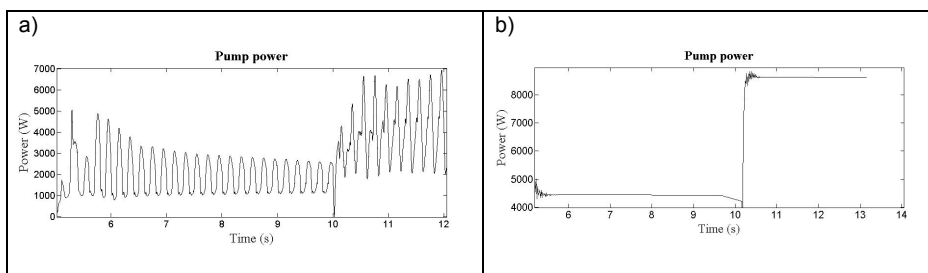 a)
Pump power
7000
6000
5000
4000
3000
2000
1000
0
Power (W)
6 7 8 9 10 11 12
Time (s)
b)
Pump power
8000
7000
6000
5000
4000
Power (W)
6 7 8 9 10 11 12 13 14
Time (s)